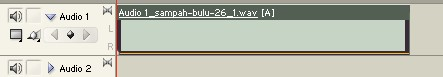 Audio 1
Audio 1_sampah-bulu-26_1.wav [A]
L
R
Audio 2